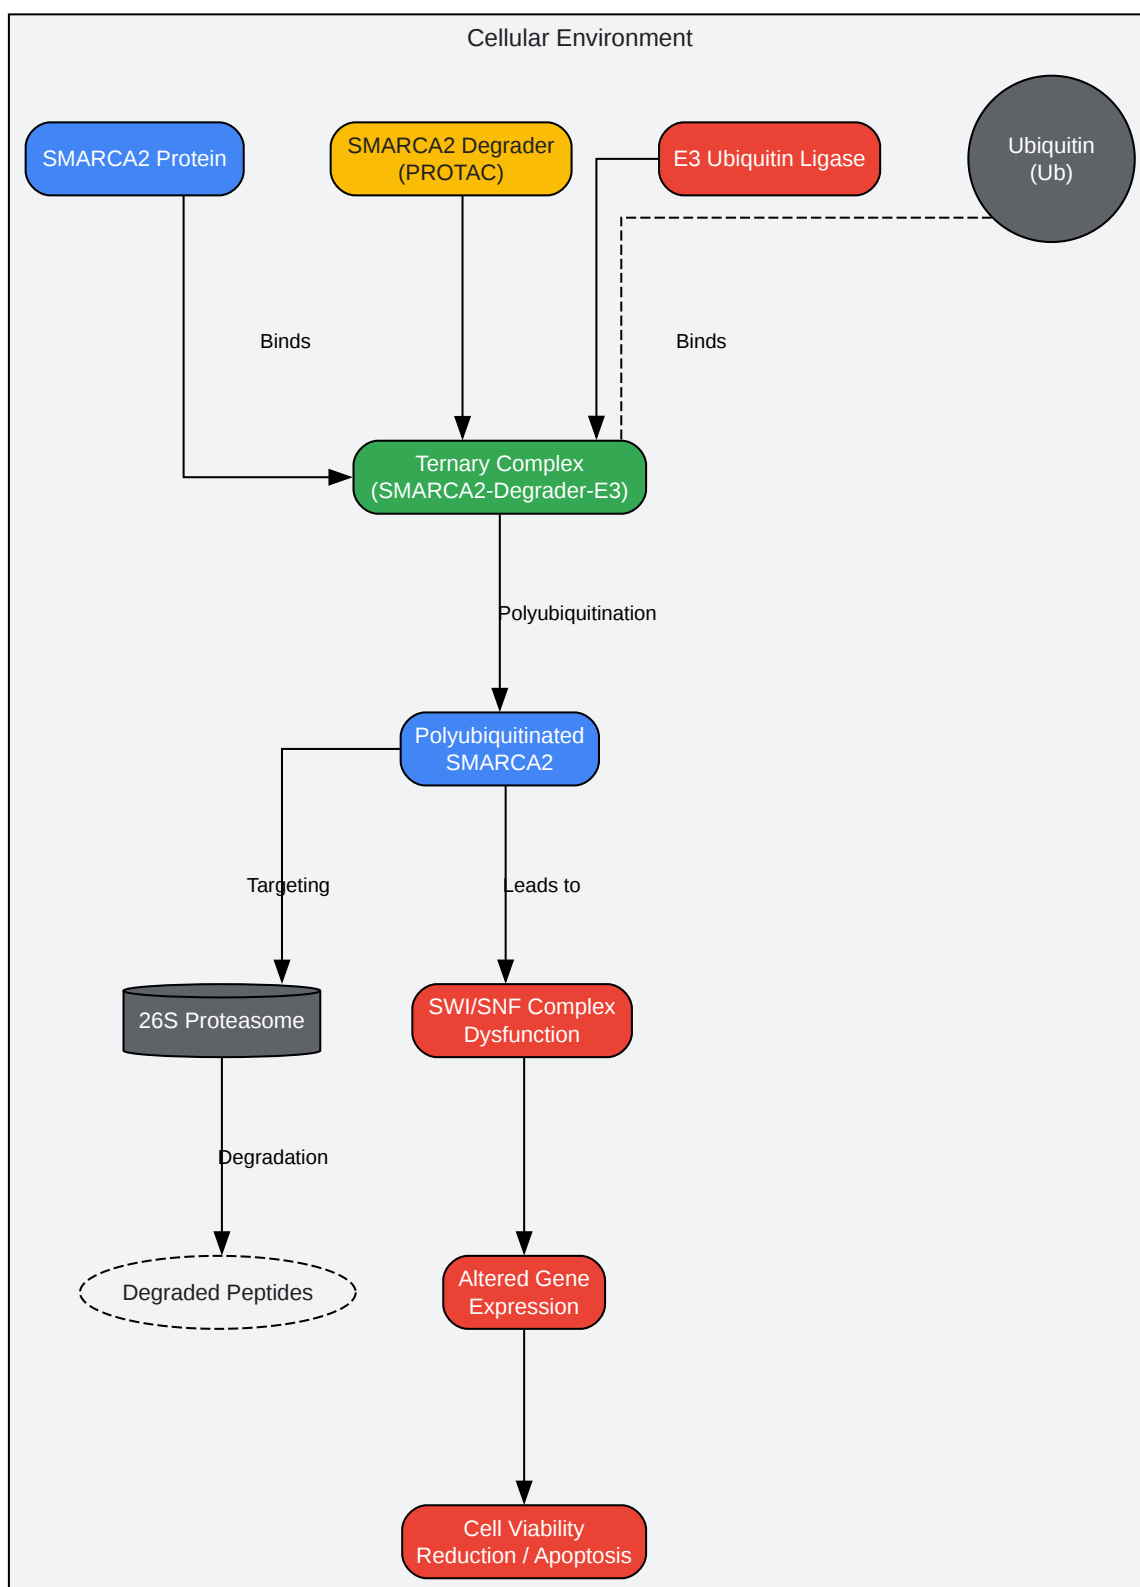 Cellular Environment
SMARCA2 Protein
SMARCA2 Degrader
(PROTAC)
E3 Ubiquitin Ligase
Ubiquitin
(Ub)
Binds
Binds
Ternary Complex
(SMARCA2-Degrader-E3)
Polyubiquitination
Polyubiquitinated
SMARCA2
Targeting
Leads to
26S Proteasome
SWI/SNF Complex
Dysfunction
Degradation
Degraded Peptides
Altered Gene
Expression
Cell Viability
Reduction / Apoptosis